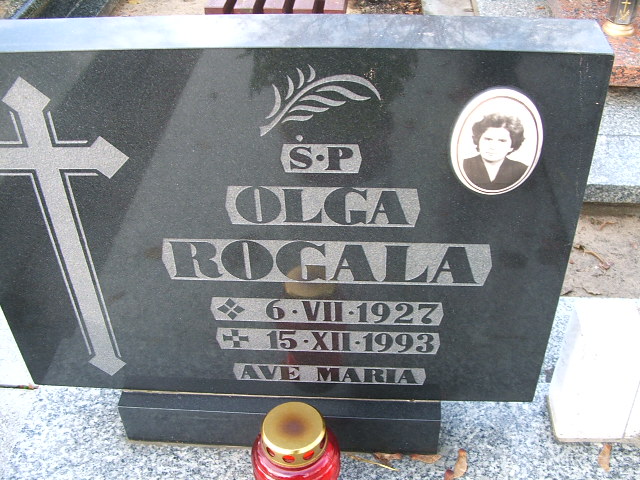 Ś·P
OLGA
ROGALA
6·VII·1927
15·XII·1993
AVE MARIA